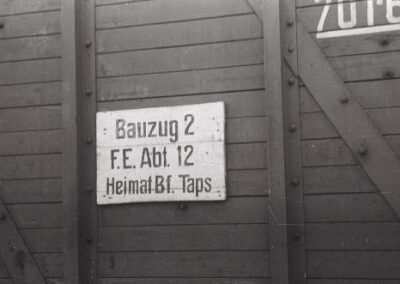 Bauzug 2
F.E. Abt. 12
Heimat Bf. Taps